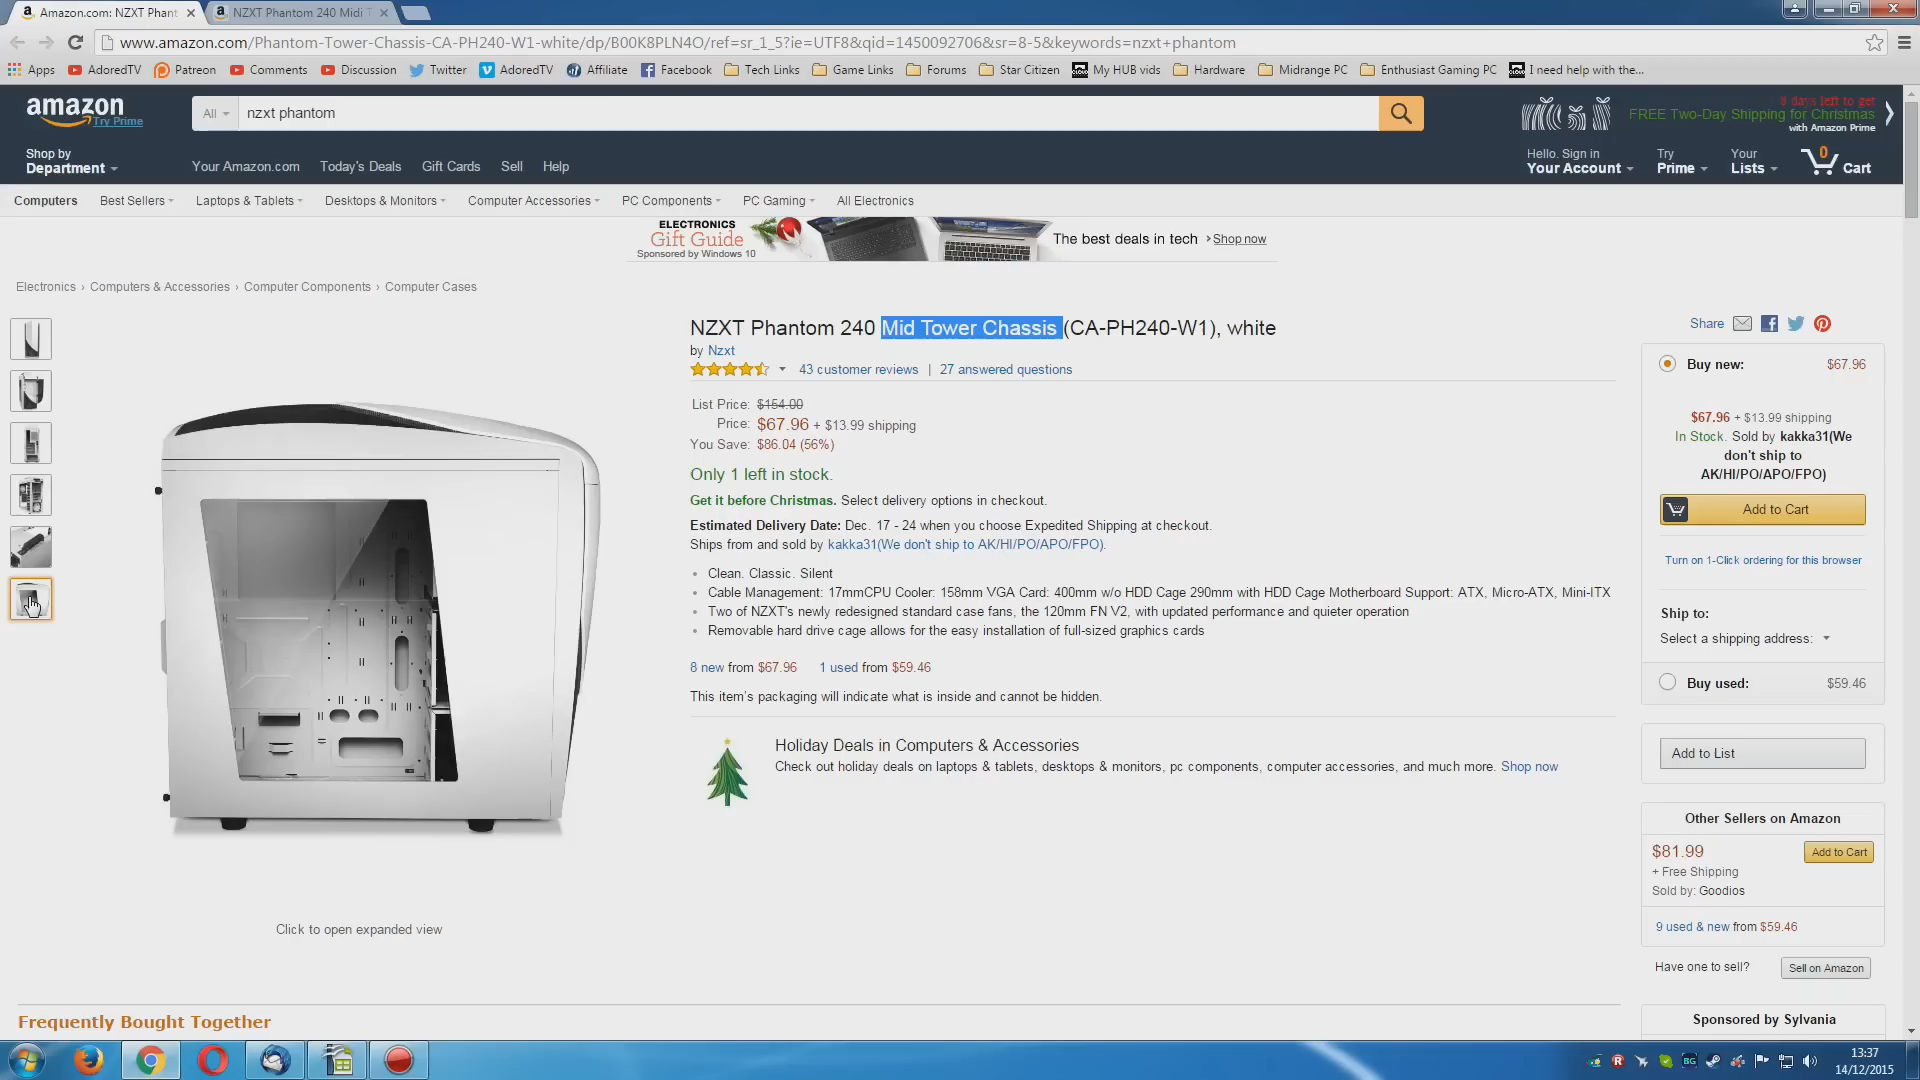 Amazon.com: NZXT Phant
NZXT Phantom 240 Midi T
www.amazon.com/Phantom-Tower-Chassis-CA-PH240-W1-white/dp/B00K8PLN4O/ref=sr_1_5?ie=UTF8&qid=1450092706&sr=8-5&keywords=nzxt+phantom
Apps AdoredTV Patreon Comments Discussion Twitter AdoredTV Affiliate Facebook Tech Links Game Links Forums Star Citizen My HUB vids Hardware Midrange PC Enthusiast Gaming PC I need help with the...
amazon
Try Prime
All nzxt phantom
8 days left to get
FREE Two-Day Shipping for Christmas
with Amazon Prime
Shop by
Department
Your Amazon.com Today's Deals Gift Cards Sell Help
Hello. Sign in
Your Account
Try
Prime
Your
Lists
0
Cart
Computers Best Sellers Laptops & Tablets Desktops & Monitors Computer Accessories PC Components PC Gaming All Electronics
ELECTRONICS
Gift Guide
Sponsored by Windows 10
The best deals in tech › Shop now
Electronics › Computers & Accessories › Computer Components › Computer Cases
NZXT Phantom 240 Mid Tower Chassis (CA-PH240-W1), white
by Nzxt
43 customer reviews | 27 answered questions
List Price: $154.00
Price: $67.96 + $13.99 shipping
You Save: $86.04 (56%)
Only 1 left in stock.
Get it before Christmas. Select delivery options in checkout.
Estimated Delivery Date: Dec. 17 - 24 when you choose Expedited Shipping at checkout.
Ships from and sold by kakka31(We don't ship to AK/HI/PO/APO/FPO).
• Clean. Classic. Silent
• Cable Management: 17mmCPU Cooler: 158mm VGA Card: 400mm w/o HDD Cage 290mm with HDD Cage Motherboard Support: ATX, Micro-ATX, Mini-ITX
• Two of NZXT's newly redesigned standard case fans, the 120mm FN V2, with updated performance and quieter operation
• Removable hard drive cage allows for the easy installation of full-sized graphics cards
8 new from $67.96 1 used from $59.46
This item's packaging will indicate what is inside and cannot be hidden.
Holiday Deals in Computers & Accessories
Check out holiday deals on laptops & tablets, desktops & monitors, pc components, computer accessories, and much more. Shop now
Click to open expanded view
Frequently Bought Together
Share
Buy new: $67.96
$67.96 + $13.99 shipping
In Stock. Sold by kakka31(We
don't ship to
AK/HI/PO/APO/FPO)
Add to Cart
Turn on 1-Click ordering for this browser
Ship to:
Select a shipping address:
Buy used: $59.46
Add to List
Other Sellers on Amazon
$81.99 Add to Cart
+ Free Shipping
Sold by: Goodios
9 used & new from $59.46
Have one to sell? Sell on Amazon
Sponsored by Sylvania
13:37
14/12/2015